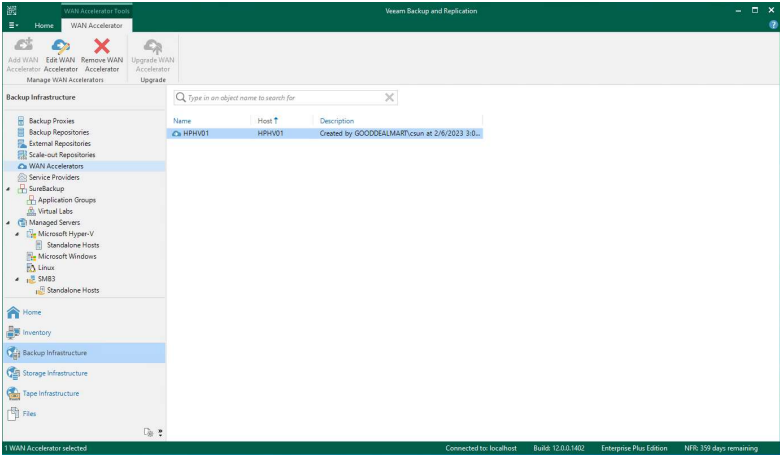 WAN Accelerator Tools
Veeam Backup and Replication
Home
WAN Accelerator
Add WAN Accelerator
Edit WAN Accelerator
Remove WAN Accelerator
Upgrade WAN Accelerator
Manage WAN Accelerators
Upgrade
Backup Infrastructure
Type in an object name to search for
Name Host Description
HPHV01 HPHV01 Created by GOODDEALMART\csun at 2/6/2023 3:0...
Backup Proxies
Backup Repositories
External Repositories
Scale-out Repositories
WAN Accelerators
Service Providers
SureBackup
Application Groups
Virtual Labs
Managed Servers
Microsoft Hyper-V
Standalone Hosts
Microsoft Windows
Linux
SMB3
Standalone Hosts
Home
Inventory
Backup Infrastructure
Storage Infrastructure
Tape Infrastructure
Files
1 WAN Accelerator selected
Connected to: localhost
Build: 12.0.0.1402
Enterprise Plus Edition
NFR: 359 days remaining